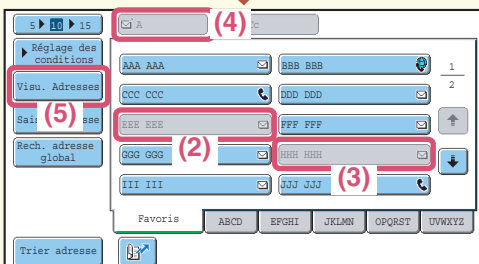 5 10 15
A
(4)
Cc
Réglage des
conditions
AAA AAA
BBB BBB
1
2
Visu. Adresses
(5)
CCC CCC
DDD DDD
EEE EEE
(2)
FFF FFF
Rech. adresse
global
GGG GGG
HHH HHH
(3)
III III
JJJ JJJ
Favoris
ABCD
EFGHI
JKLMN
OPQRST
UVWXYZ
Trier adresse